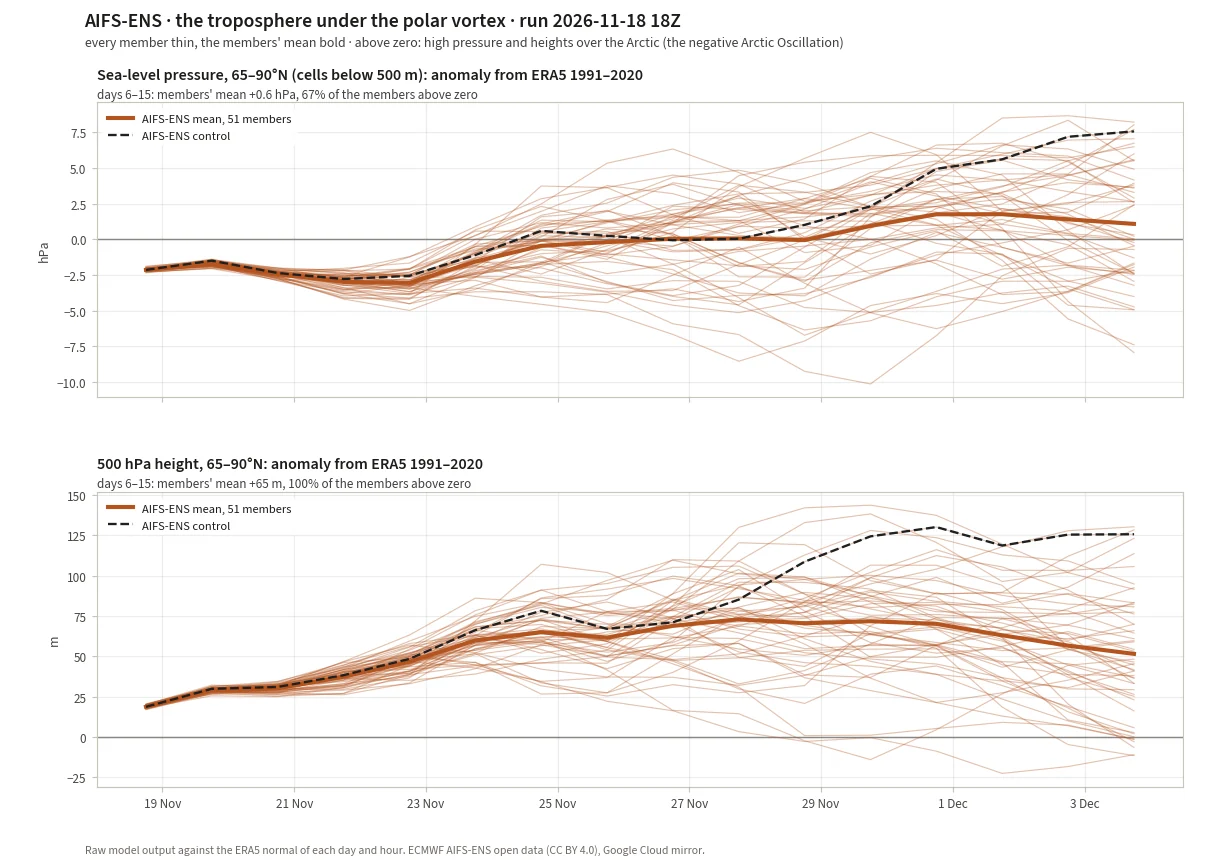 AIFS-ENS · the troposphere under the polar vortex · run 2026-11-18 18Z
every member thin, the members' mean bold · above zero: high pressure and heights over the Arctic (the negative Arctic Oscillation)
Sea-level pressure, 65–90°N (cells below 500 m): anomaly from ERA5 1991–2020
days 6–15: members' mean +0.6 hPa, 67% of the members above zero
AIFS-ENS mean, 51 members
AIFS-ENS control
7.5
5.0
2.5
0.0
−2.5
−5.0
−7.5
−10.0
hPa
500 hPa height, 65–90°N: anomaly from ERA5 1991–2020
days 6–15: members' mean +65 m, 100% of the members above zero
AIFS-ENS mean, 51 members
AIFS-ENS control
150
125
100
75
50
25
0
−25
m
19 Nov 21 Nov 23 Nov 25 Nov 27 Nov 29 Nov 1 Dec 3 Dec
Raw model output against the ERA5 normal of each day and hour. ECMWF AIFS-ENS open data (CC BY 4.0), Google Cloud mirror.